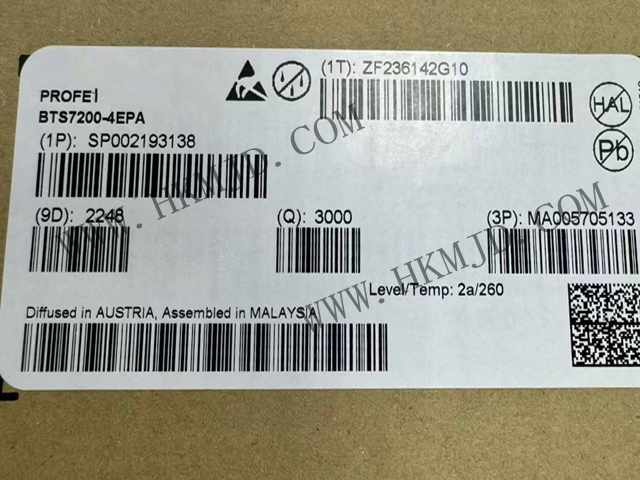 (1T): ZF236142G10
PROFEI
BTS7200-4EPA
(1P): SP002193138
HAL
Pb
(9D): 2248
(Q): 3000
(3P): MA005705133
Level/Temp: 2a/260
Diffused in AUSTRIA, Assembled in MALAYSIA
WWW.HKMJD.COM
WWW.HKMJD.COM